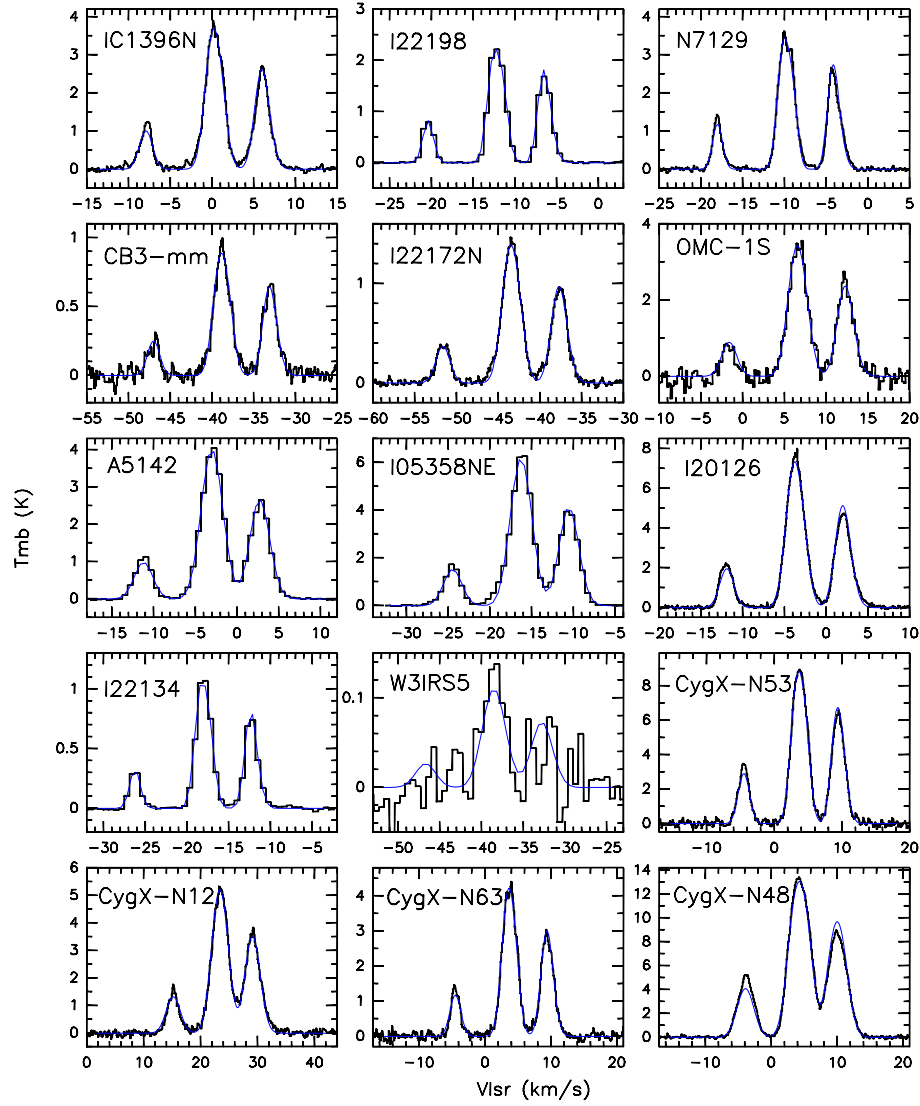 IC1396N
4
3
2
1
0
−15 −10 −5 0 5 10 15
I22198
3
2
1
0
−25 −20 −15 −10 −5 0
N7129
4
3
2
1
0
−25 −20 −15 −10 −5 0 5
CB3−mm
1
0.5
0
−55 −50 −45 −40 −35 −30 −25
I22172N
1
0
−60 −55 −50 −45 −40 −35 −30
OMC−1S
4
2
0
−10 −5 0 5 10 15 20
Tmb (K)
A5142
4
3
2
1
0
−15 −10 −5 0 5 10
I05358NE
6
4
2
0
−30 −25 −20 −15 −10 −5
I20126
8
6
4
2
0
−20 −15 −10 −5 0 5 10
I22134
1
0.5
0
−30 −25 −20 −15 −10 −5
W3IRS5
0.1
0
−50 −45 −40 −35 −30 −25
CygX−N53
8
6
4
2
0
−10 0 10 20
CygX−N12
6
5
4
3
2
1
0
0 10 20 30 40
CygX−N63
4
3
2
1
0
−10 0 10 20
CygX−N48
14
12
10
8
6
4
2
0
−10 0 10 20
Vlsr (km/s)